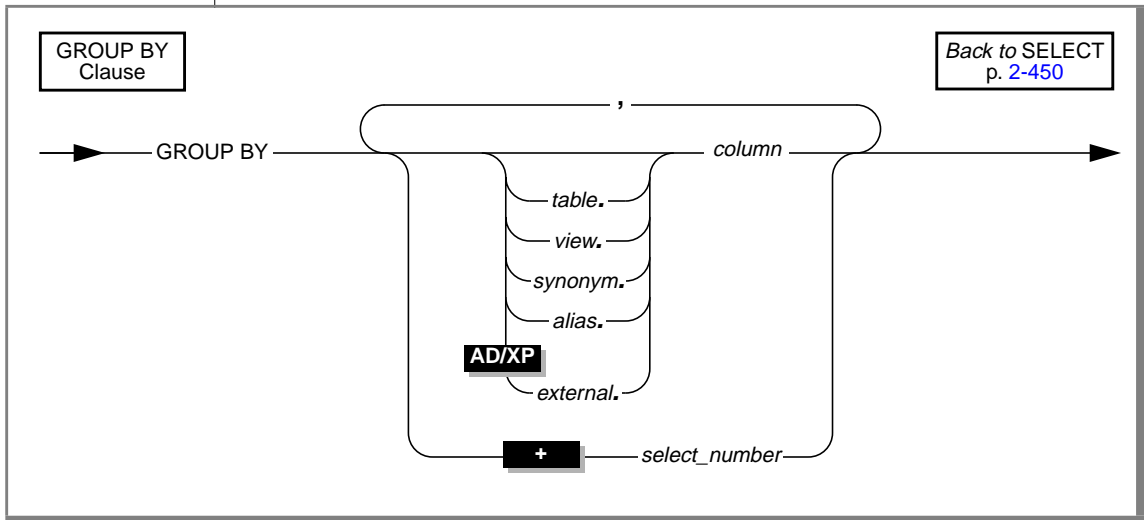 GROUP BY
Clause
Back to SELECT
p. 2-450
,
GROUP BY
column
table.
view.
synonym.
alias.
AD/XP
external.
+
select_number